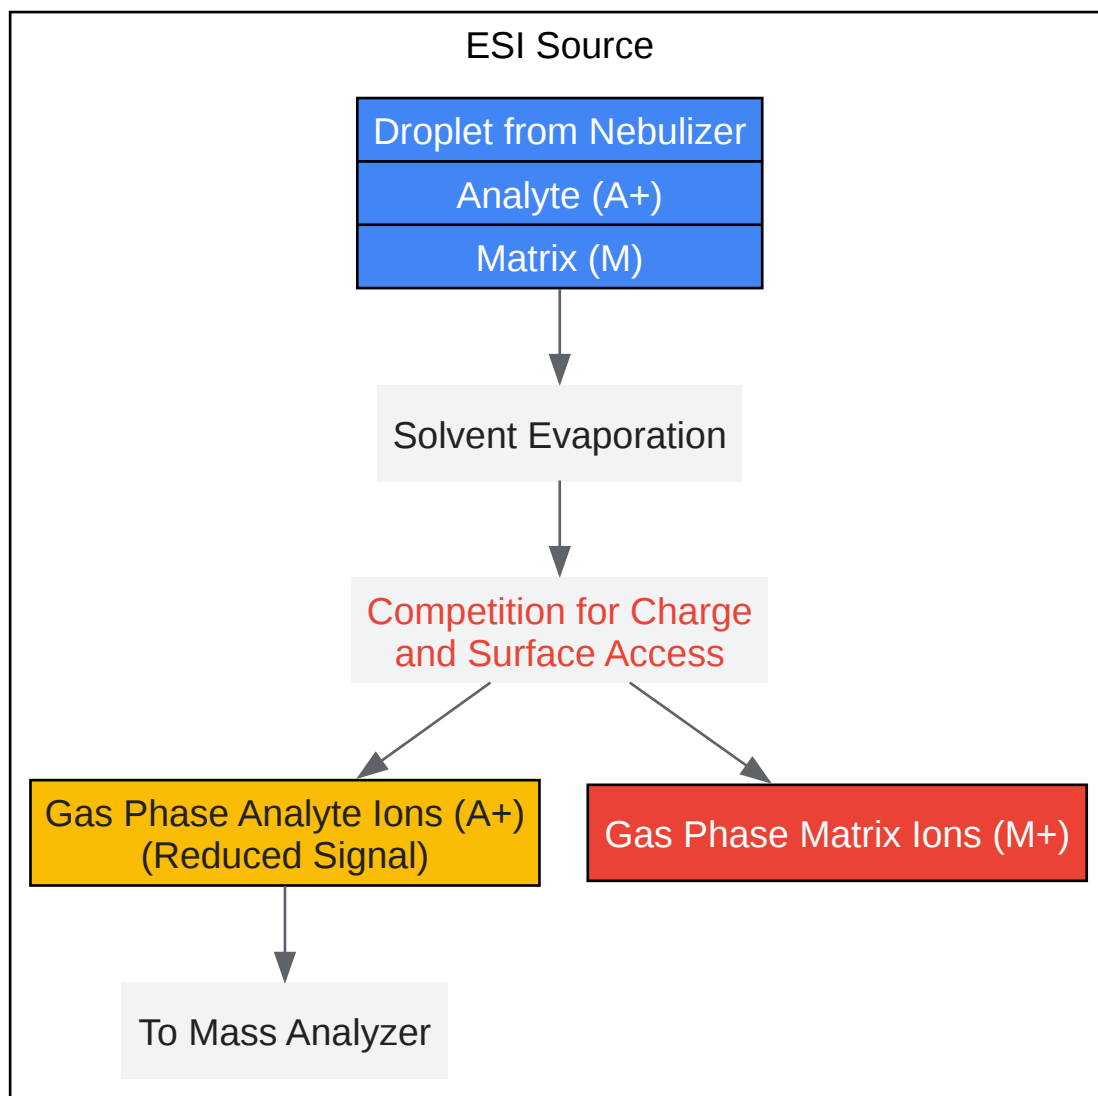 ESI Source
Droplet from Nebulizer
Analyte (A+)
Matrix (M)
Solvent Evaporation
Competition for Charge
and Surface Access
Gas Phase Analyte Ions (A+)
(Reduced Signal)
Gas Phase Matrix Ions (M+)
To Mass Analyzer